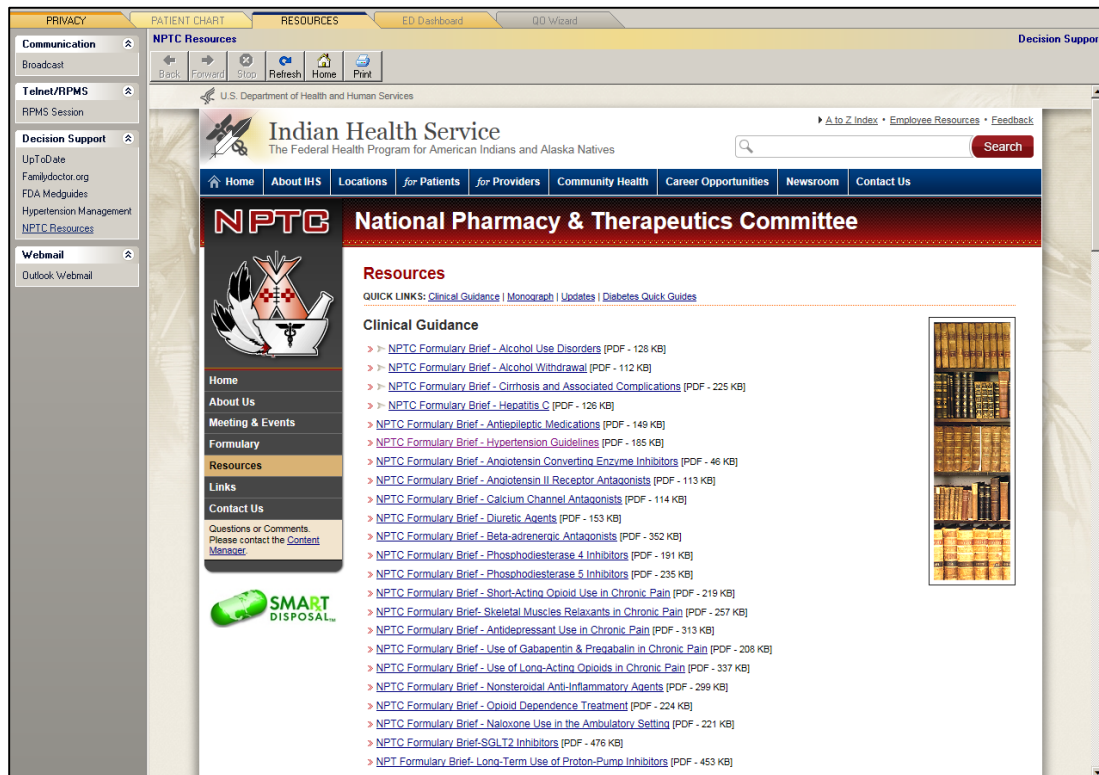 PRIVACY PATIENT CHART RESOURCES ED Dashboard QO Wizard
Communication
Broadcast
Telnet/RPMS
RPMS Session
Decision Support
UpToDate
Familydoctor.org
FDA Medguides
Hypertension Management
NPTC Resources
Webmail
Outlook Webmail
NPTC Resources Decision Suppor
Back Forward Stop Refresh Home Print
U.S. Department of Health and Human Services
Indian Health Service
The Federal Health Program for American Indians and Alaska Natives
A to Z Index • Employee Resources • Feedback
Search
Home About IHS Locations for Patients for Providers Community Health Career Opportunities Newsroom Contact Us
NPTC National Pharmacy & Therapeutics Committee
Home
About Us
Meeting & Events
Formulary
Resources
Links
Contact Us
Questions or Comments.
Please contact the Content
Manager.
SMART
DISPOSAL™
Resources
QUICK LINKS: Clinical Guidance | Monograph | Updates | Diabetes Quick Guides
Clinical Guidance
NPTC Formulary Brief - Alcohol Use Disorders [PDF - 128 KB]
NPTC Formulary Brief - Alcohol Withdrawal [PDF - 112 KB]
NPTC Formulary Brief - Cirrhosis and Associated Complications [PDF - 225 KB]
NPTC Formulary Brief - Hepatitis C [PDF - 126 KB]
NPTC Formulary Brief - Antiepileptic Medications [PDF - 149 KB]
NPTC Formulary Brief - Hypertension Guidelines [PDF - 185 KB]
NPTC Formulary Brief - Angiotensin Converting Enzyme Inhibitors [PDF - 46 KB]
NPTC Formulary Brief - Angiotensin II Receptor Antagonists [PDF - 113 KB]
NPTC Formulary Brief - Calcium Channel Antagonists [PDF - 114 KB]
NPTC Formulary Brief - Diuretic Agents [PDF - 153 KB]
NPTC Formulary Brief - Beta-adrenergic Antagonists [PDF - 352 KB]
NPTC Formulary Brief - Phosphodiesterase 4 Inhibitors [PDF - 191 KB]
NPTC Formulary Brief - Phosphodiesterase 5 Inhibitors [PDF - 235 KB]
NPTC Formulary Brief - Short-Acting Opioid Use in Chronic Pain [PDF - 219 KB]
NPTC Formulary Brief- Skeletal Muscles Relaxants in Chronic Pain [PDF - 257 KB]
NPTC Formulary Brief - Antidepressant Use in Chronic Pain [PDF - 313 KB]
NPTC Formulary Brief - Use of Gabapentin & Pregabalin in Chronic Pain [PDF - 208 KB]
NPTC Formulary Brief - Use of Long-Acting Opioids in Chronic Pain [PDF - 337 KB]
NPTC Formulary Brief - Nonsteroidal Anti-Inflammatory Agents [PDF - 299 KB]
NPTC Formulary Brief - Opioid Dependence Treatment [PDF - 224 KB]
NPTC Formulary Brief - Naloxone Use in the Ambulatory Setting [PDF - 221 KB]
NPTC Formulary Brief-SGLT2 Inhibitors [PDF - 476 KB]
NPT Formulary Brief- Long-Term Use of Proton-Pump Inhibitors [PDF - 453 KB]